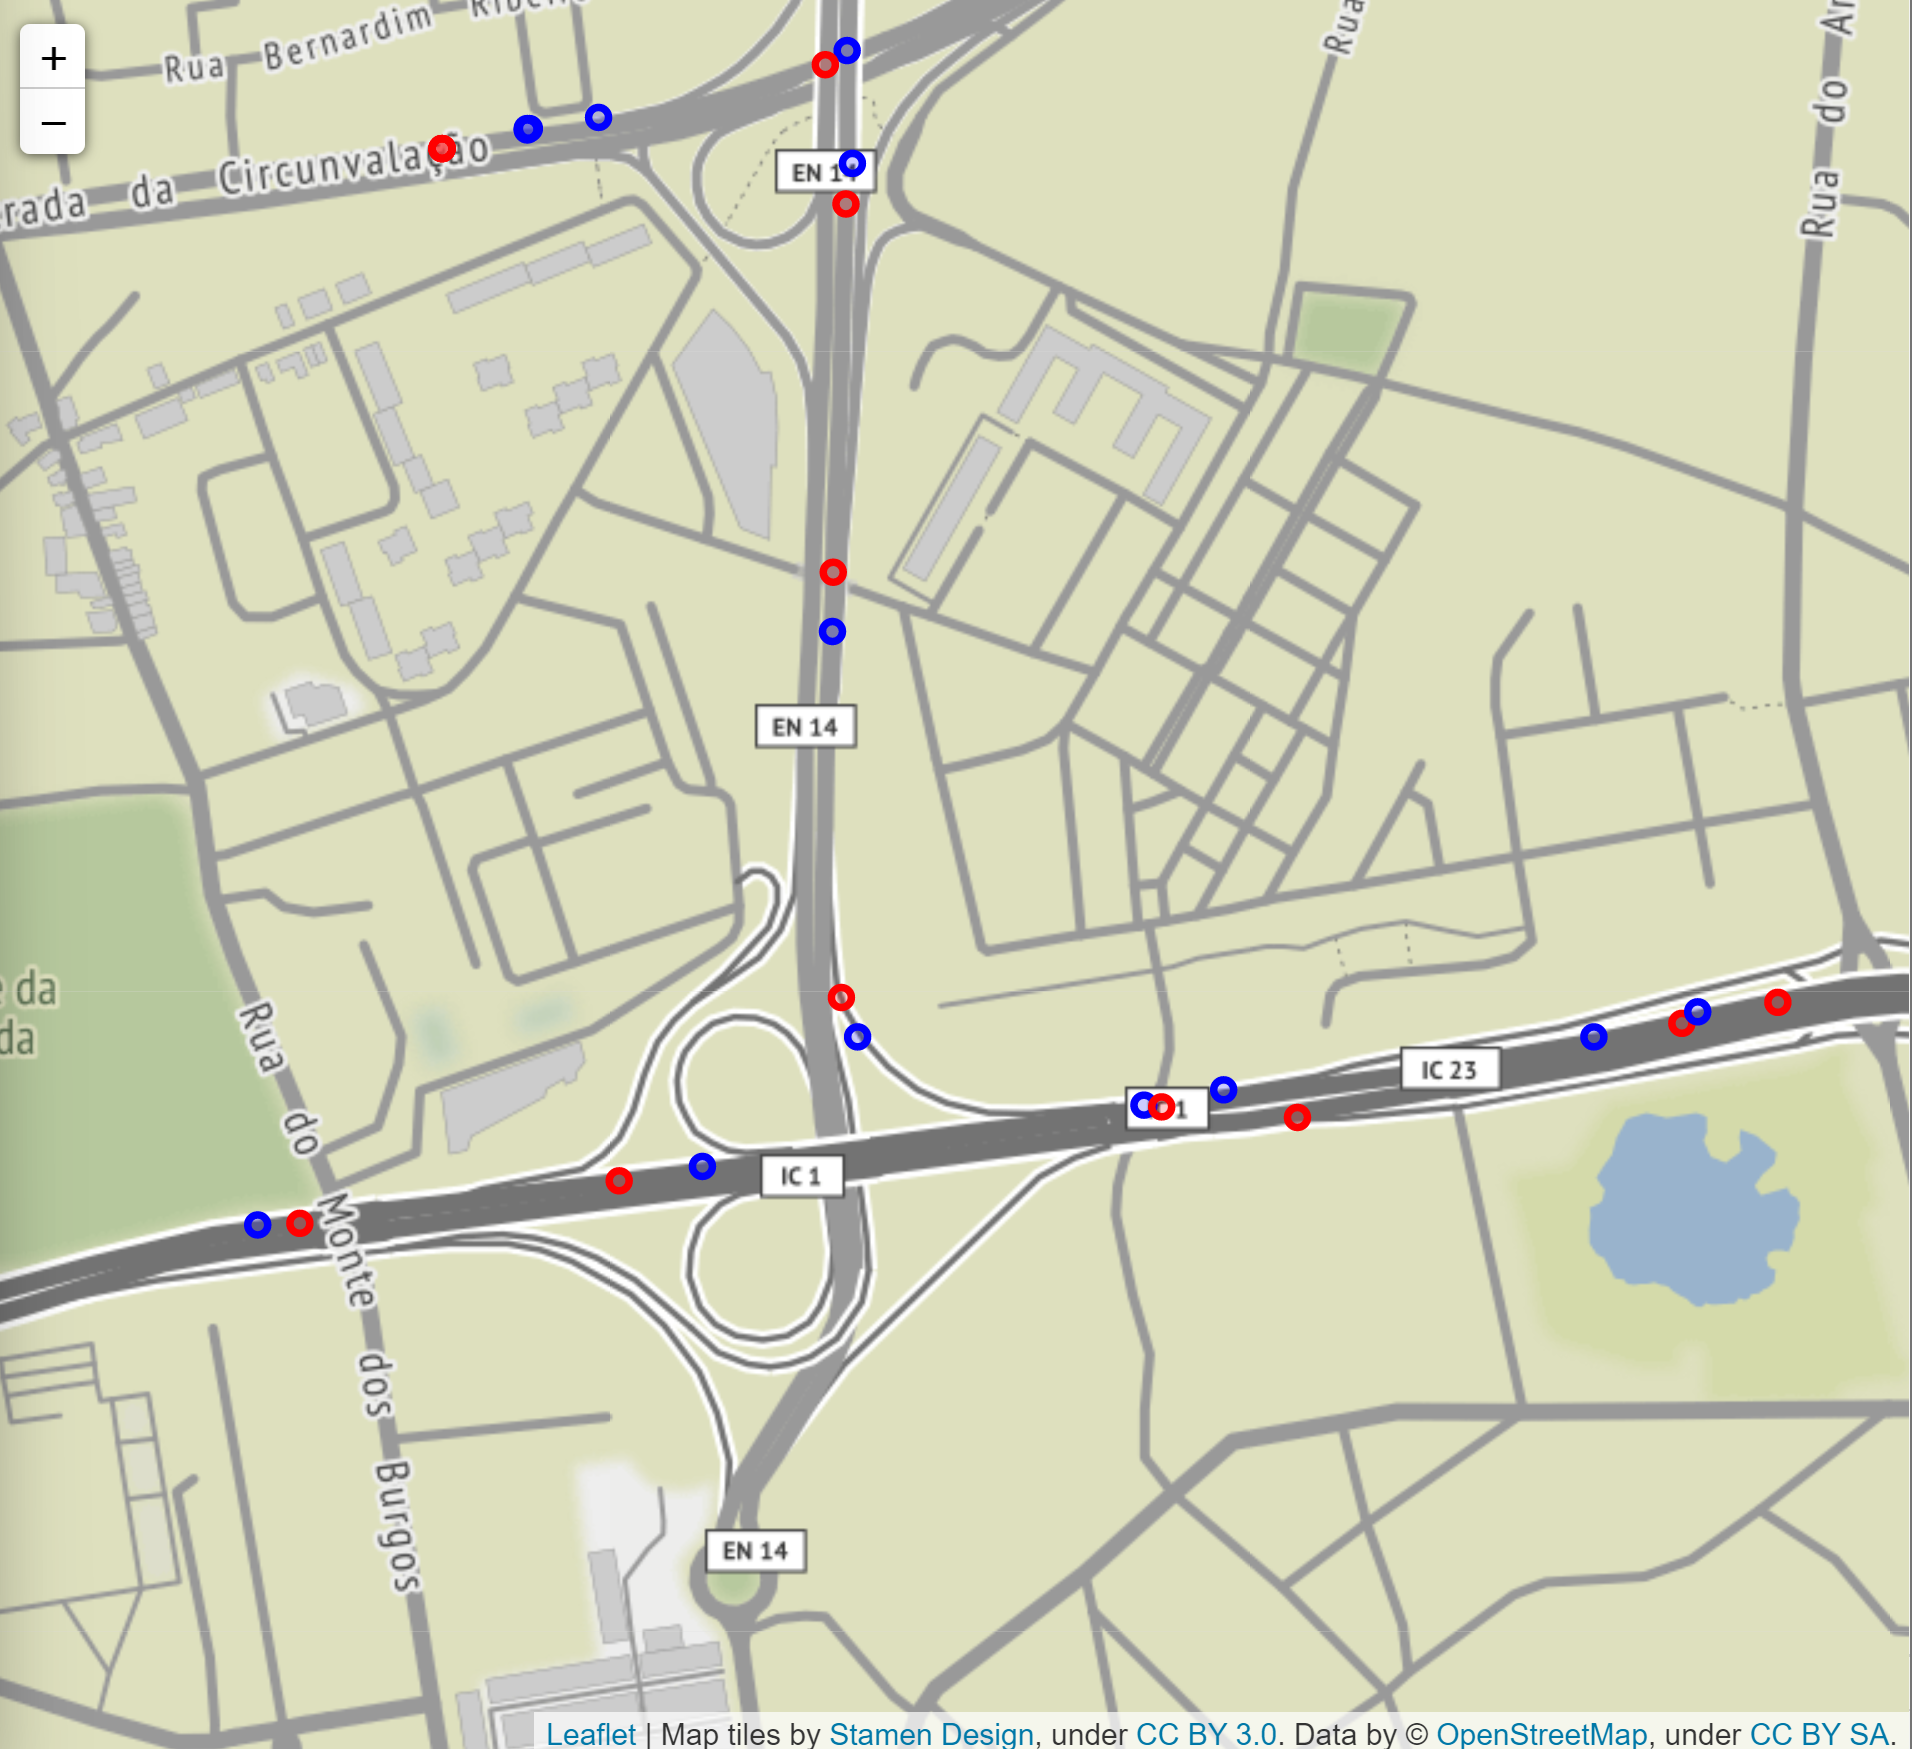 +
−
Rua Bernardim
Rua
Rua do
rada da Circunvalação
EN 14
EN 14
e da
da
Rua do Monte dos Burgos
IC 23
IC 1
EN 14
Leaflet | Map tiles by Stamen Design, under CC BY 3.0. Data by © OpenStreetMap, under CC BY SA.